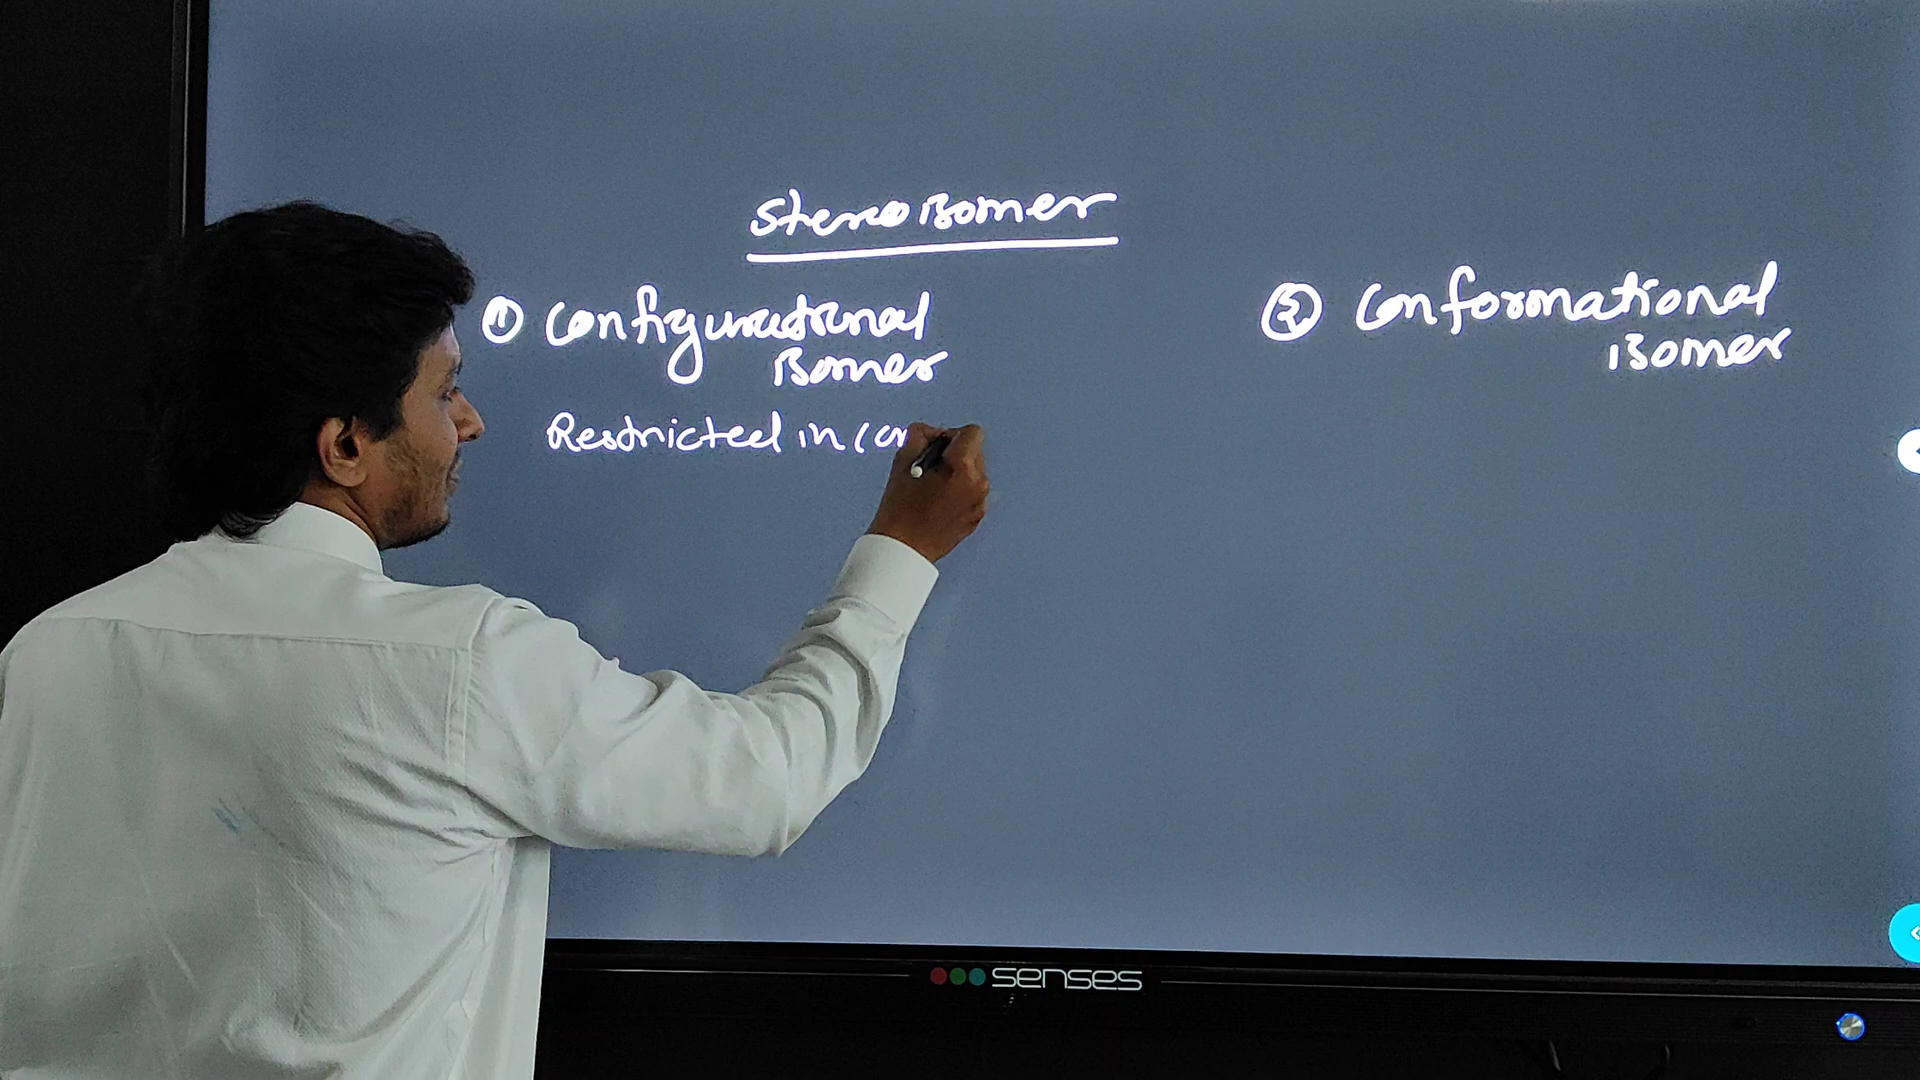 Stereoisomer
① Configurational
Isomer
Restricted in
② Conformational
Isomer
senses